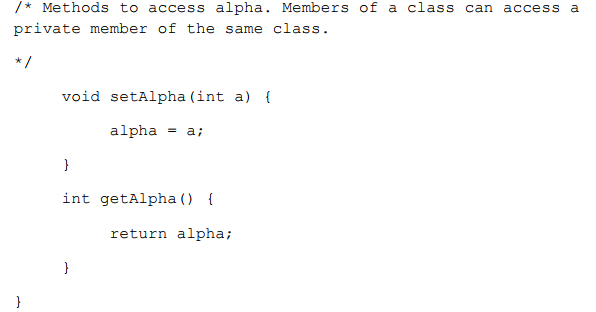 /* Methods to access alpha. Members of a class can access a
private member of the same class.
*/
void setAlpha(int a) {
alpha = a;
}
int getAlpha() {
return alpha;
}
}